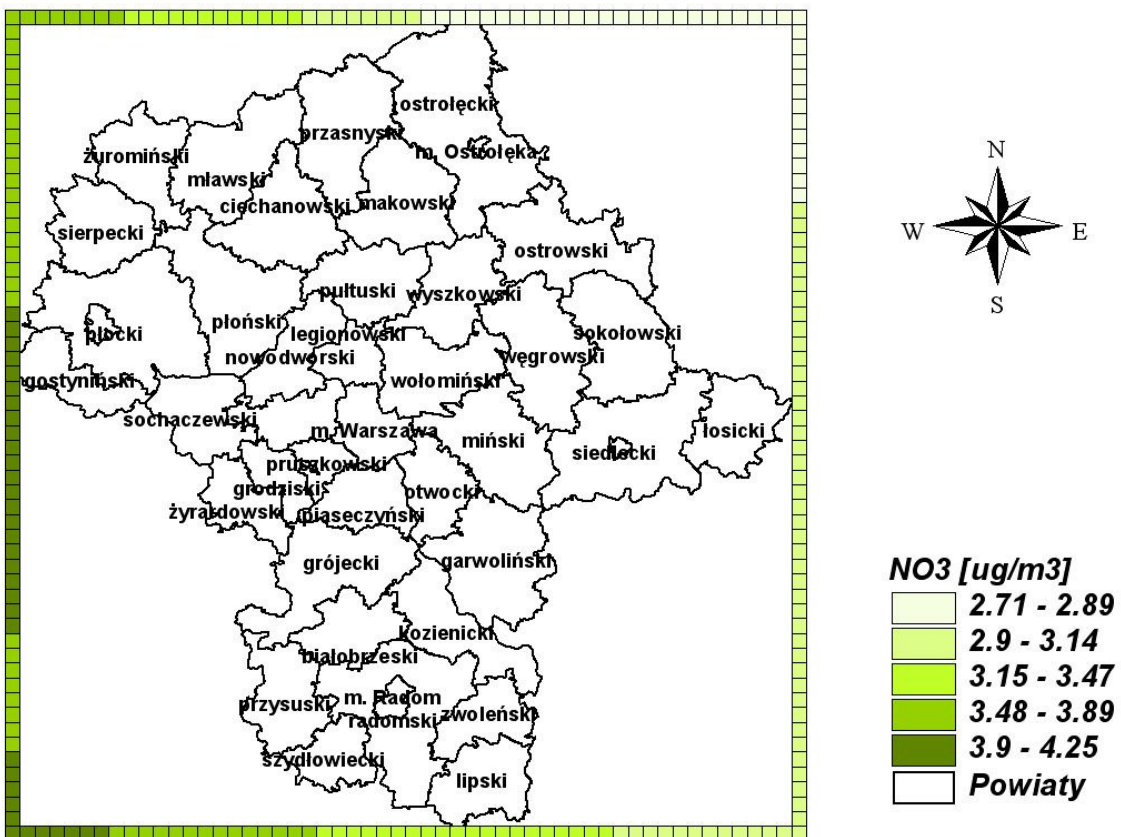 ostrołęcki
przasnyski
m. Ostrołęka
żuromiński
mławski
ciechanowski
makowski
sierpecki
ostrowski
pułtuski
wyszkowski
płocki
płoński
legionowski
sokołowski
nowodworski
węgrowski
gostyniński
wołomiński
sochaczewski
m. Warszawa
miński
łosicki
siedlecki
pruszkowski
grodziski
otwocki
żyrardowski
piaseczyński
grójecki
garwoliński
kozienicki
białobrzeski
przysuski
m. Radom
radomski
zwoleński
szydłowiecki
lipski
N
W
E
S
NO3 [ug/m3]
2.71 - 2.89
2.9 - 3.14
3.15 - 3.47
3.48 - 3.89
3.9 - 4.25
Powiaty